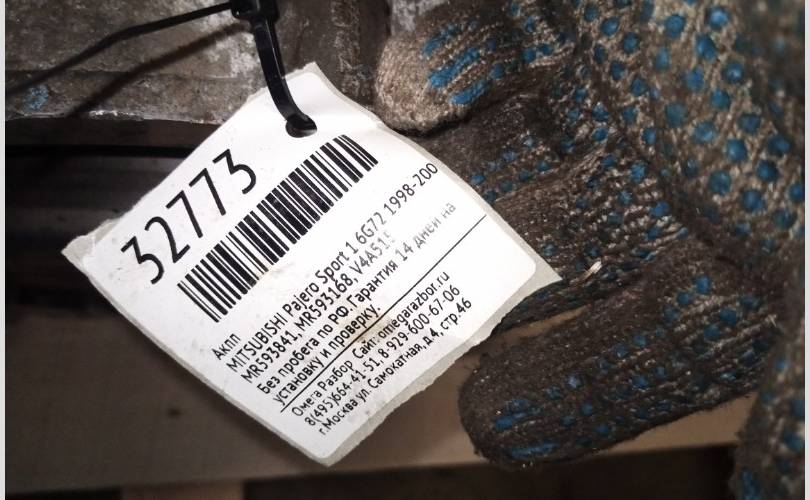 32773
Акпп
MITSUBISHI Pajero Sport 1 6G72 1998-200
MR593841, MR593168, V4A515
Без пробега по РФ. Гарантия 14 дней на
установку и проверку.
Омега Разбор Сайт: omegarazbor.ru
8(495)664-41-51, 8-929-600-67-06
г.Москва ул. Самокатная, д4, стр.46